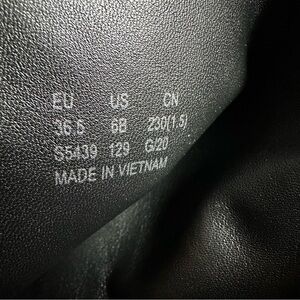 EU US CN
36.5 6B 230(1.5)
S5439 129 G/20
MADE IN VIETNAM